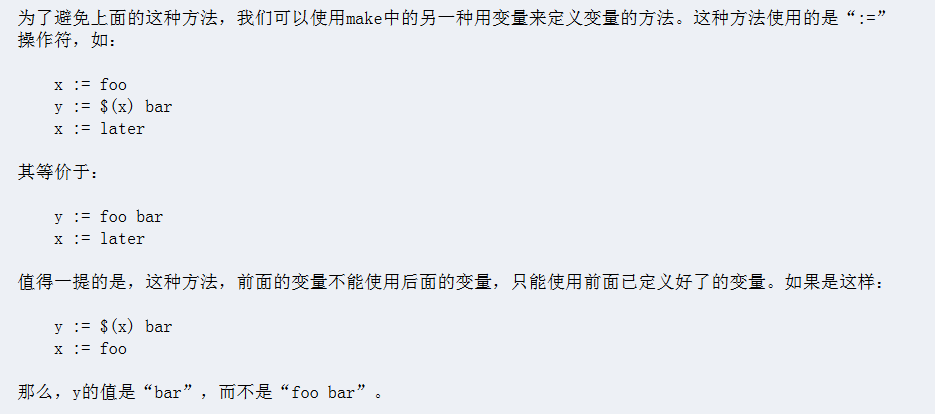 为了避免上面的这种方法，我们可以使用make中的另一种用变量来定义变量的方法。这种方法使用的是“:=”
操作符，如：
x := foo
y := $(x) bar
x := later
其等价于：
y := foo bar
x := later
值得一提的是，这种方法，前面的变量不能使用后面的变量，只能使用前面已定义好了的变量。如果是这样：
y := $(x) bar
x := foo
那么，y的值是“bar”，而不是“foo bar”。